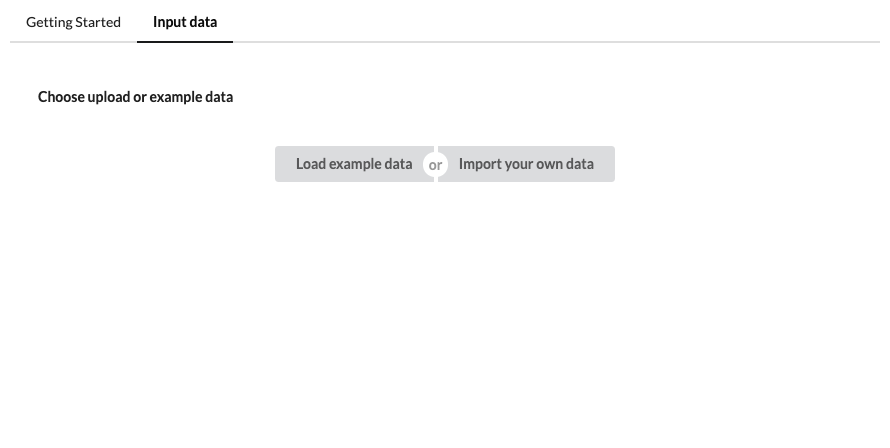 Getting Started Input data
Choose upload or example data
Load example data or Import your own data